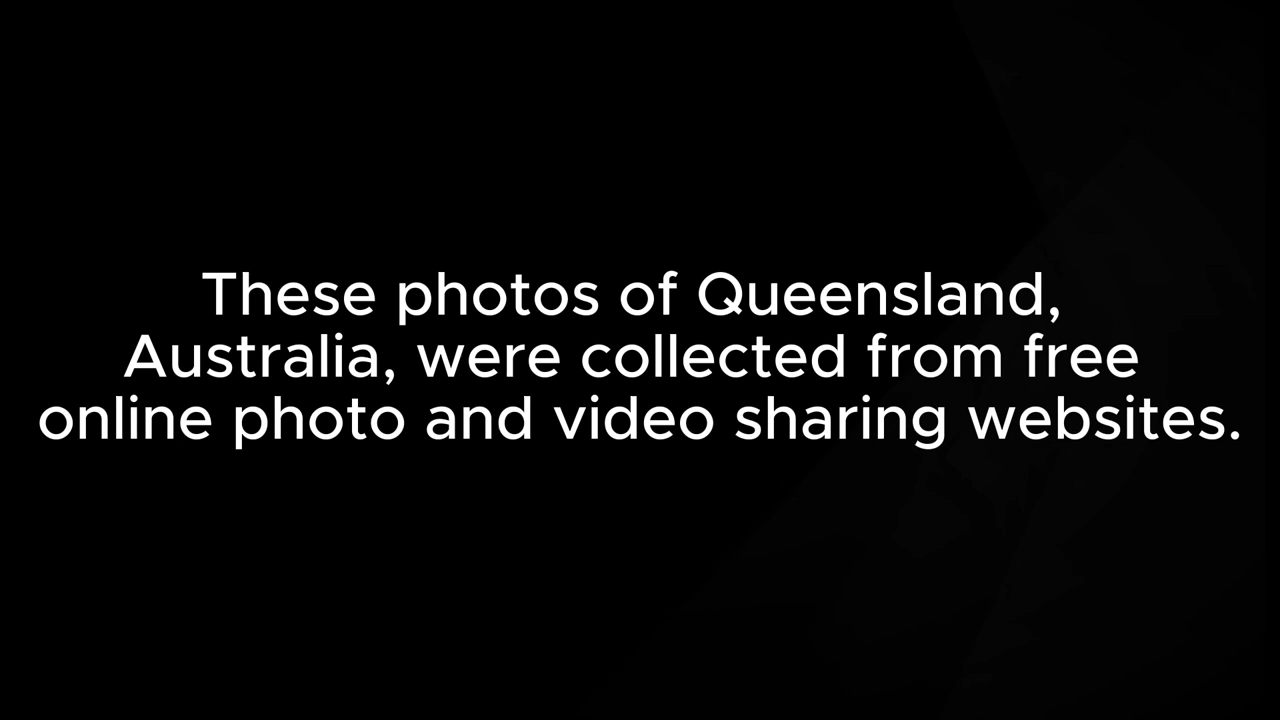 These photos of Queensland,
Australia, were collected from free
online photo and video sharing websites.